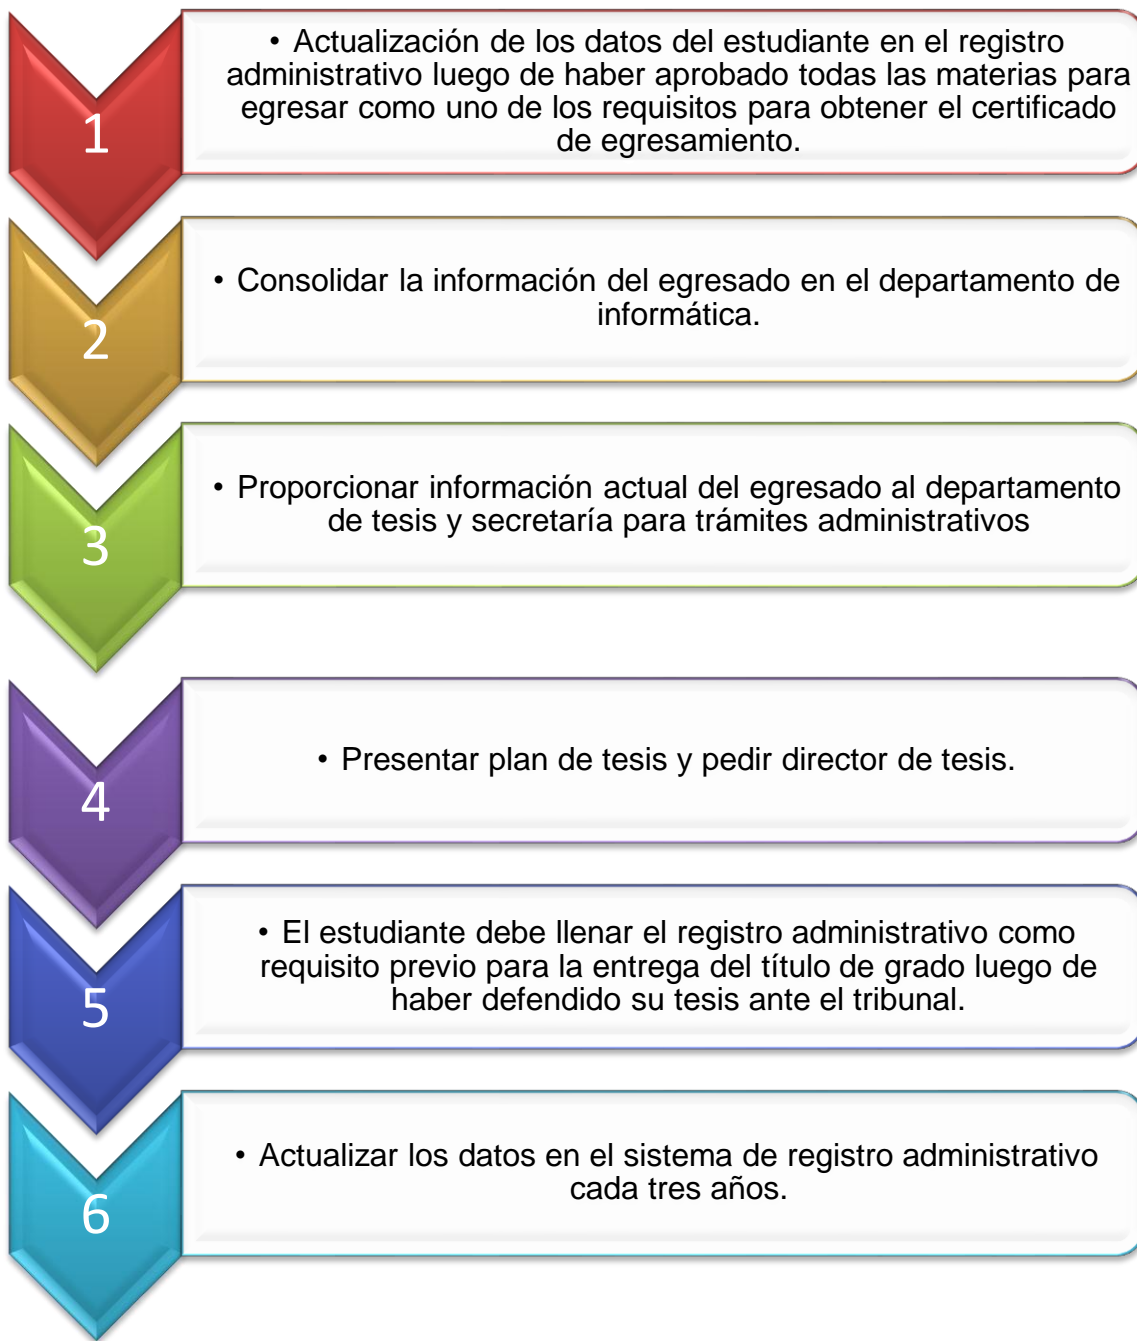 1
• Actualización de los datos del estudiante en el registro
administrativo luego de haber aprobado todas las materias para
egresar como uno de los requisitos para obtener el certificado
de egresamiento.
2
• Consolidar la información del egresado en el departamento de
informática.
3
• Proporcionar información actual del egresado al departamento
de tesis y secretaría para trámites administrativos
4
• Presentar plan de tesis y pedir director de tesis.
5
• El estudiante debe llenar el registro administrativo como
requisito previo para la entrega del título de grado luego de
haber defendido su tesis ante el tribunal.
6
• Actualizar los datos en el sistema de registro administrativo
cada tres años.